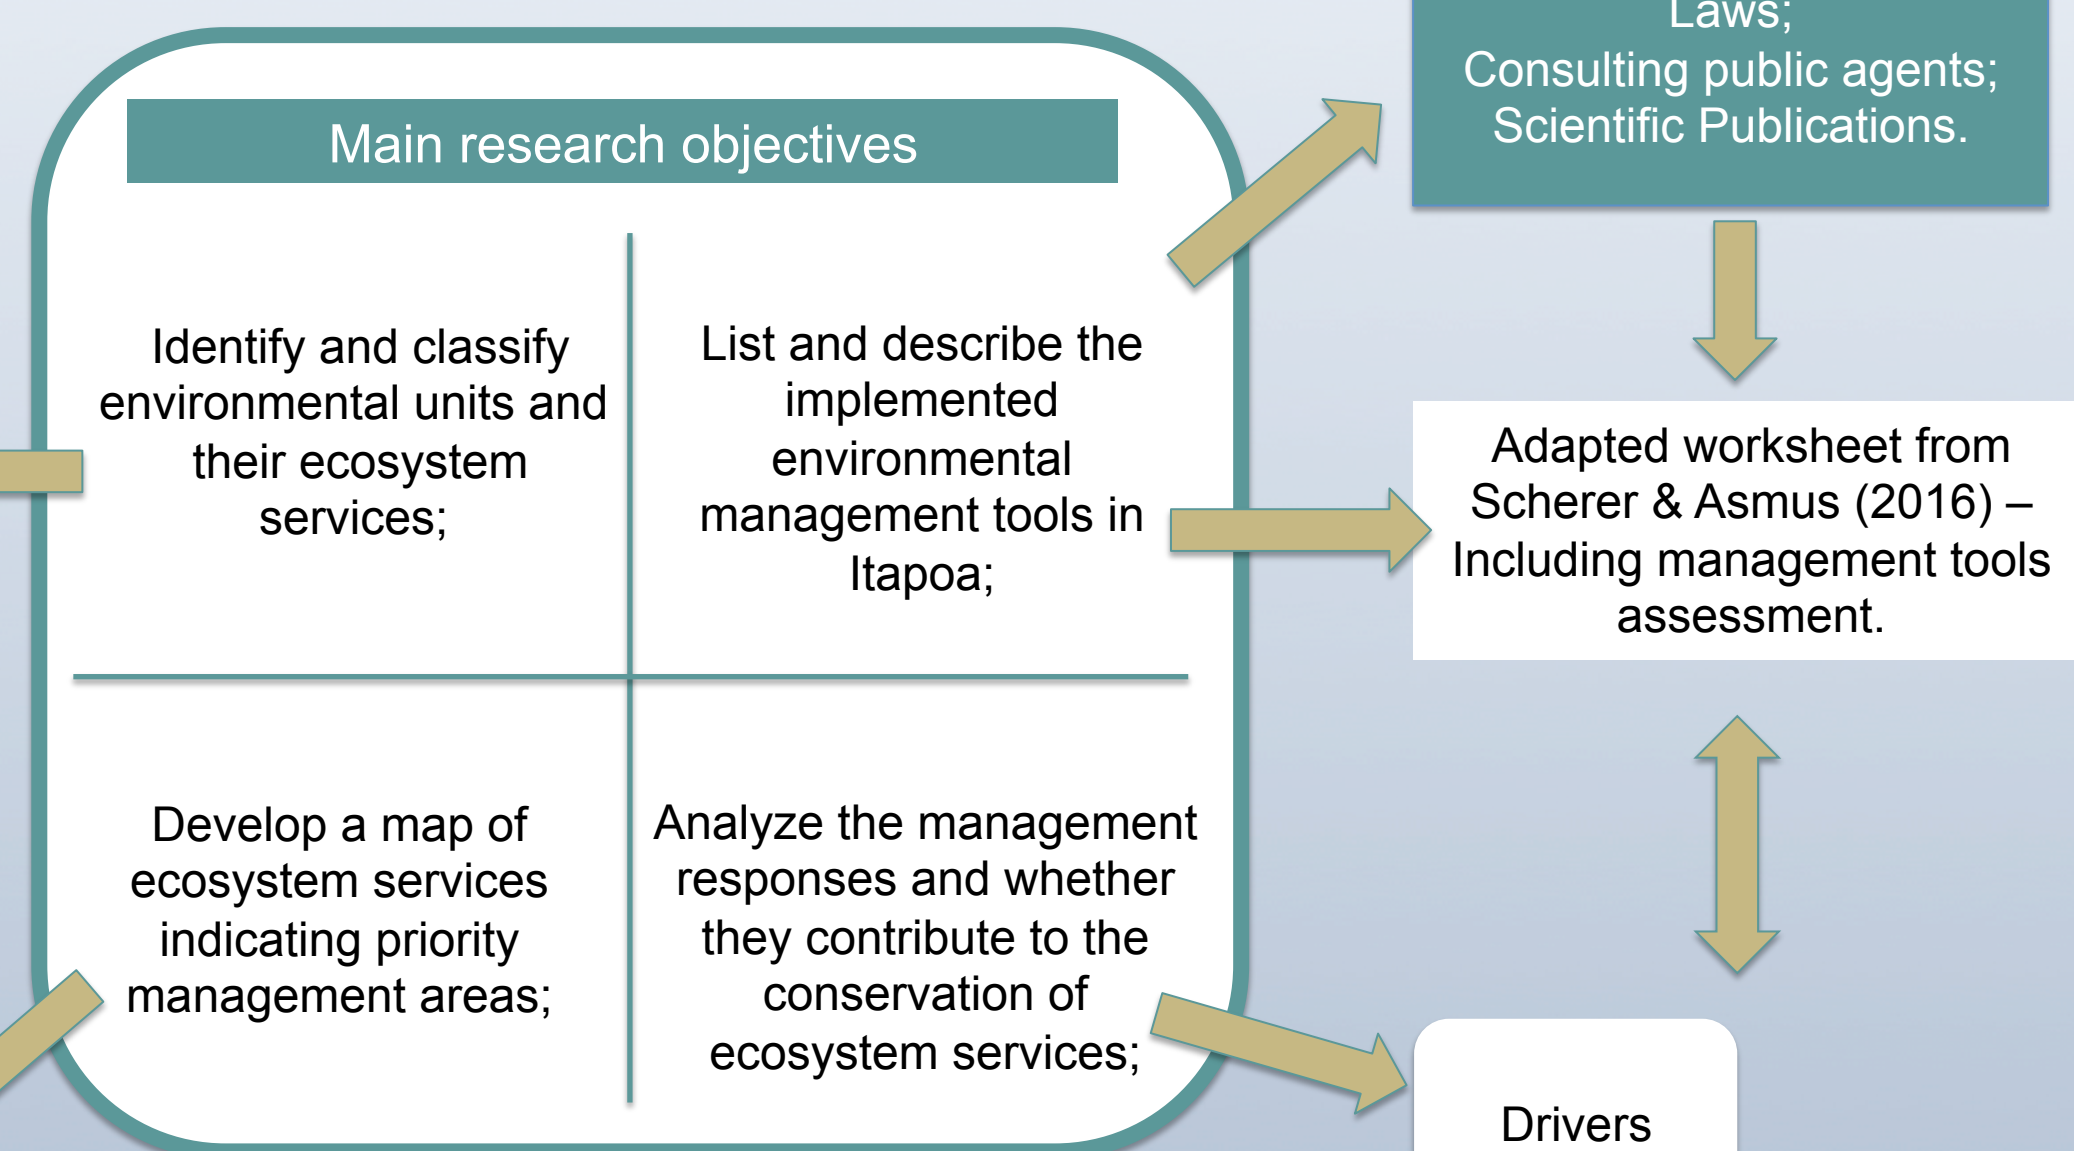 Main research objectives
Identify and classify
environmental units and
their ecosystem
services;
List and describe the
implemented
environmental
management tools in
Itapoa;
Develop a map of
ecosystem services
indicating priority
management areas;
Analyze the management
responses and whether
they contribute to the
conservation of
ecosystem services;
Laws;
Consulting public agents;
Scientific Publications.
Adapted worksheet from
Scherer & Asmus (2016) –
Including management tools
assessment.
Drivers